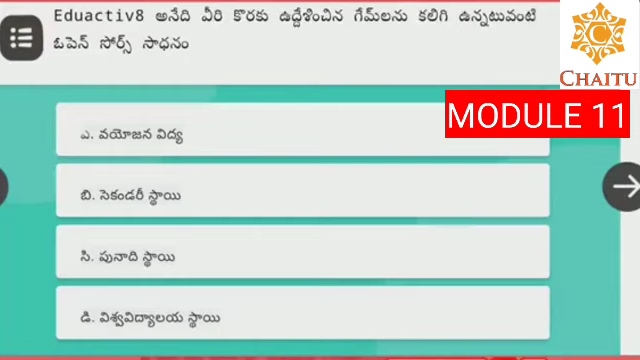 Eduactiv8 అనేది వీరి కొరకు ఉద్దేశించిన గేమ్‌లను కలిగి ఉన్నటువంటి
ఓపెన్ సోర్స్ సాధనం
CHAITU
MODULE 11
ఎ. వయోజన విద్య
బి. సెకండరీ స్థాయి
సి. పునాది స్థాయి
డి. విశ్వవిద్యాలయ స్థాయి